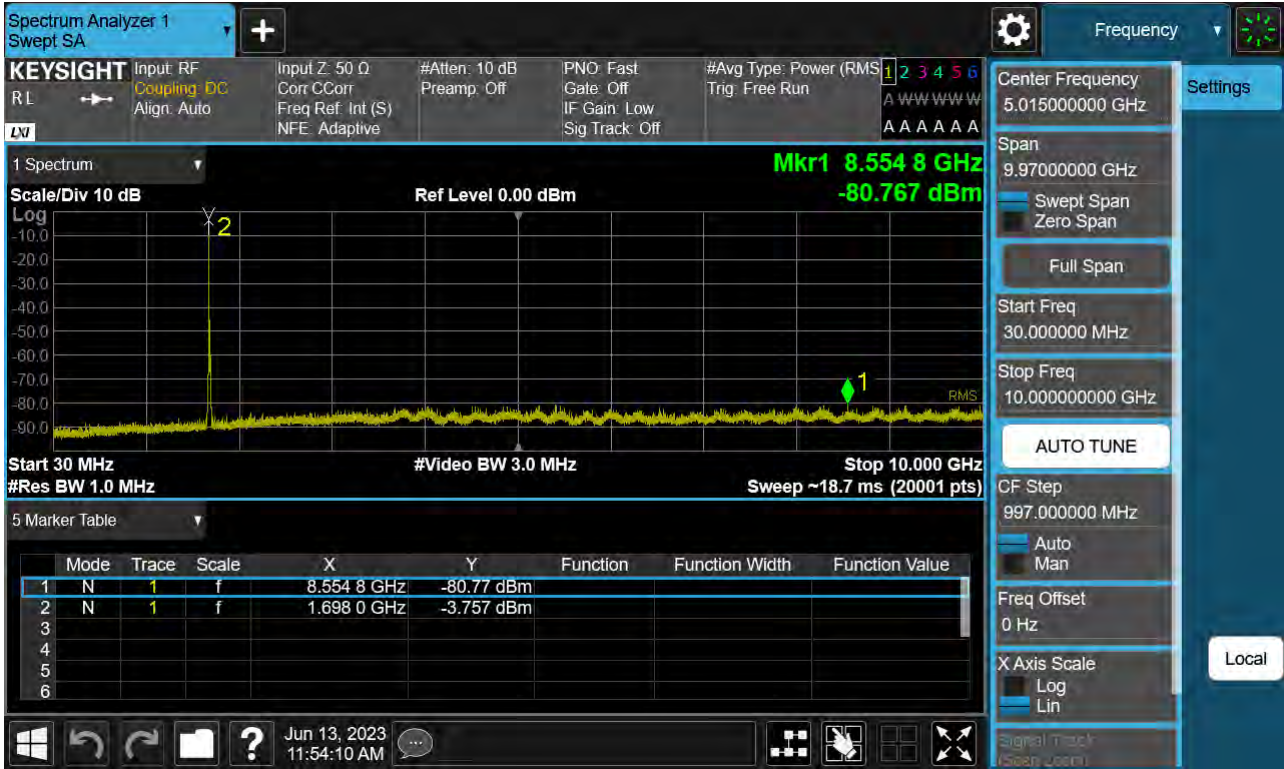 Spectrum Analyzer 1
Swept SA
+
Frequency
KEYSIGHT
RL
LXI
Input: RF
Coupling: DC
Align: Auto
Input Z: 50 Ω
Corr CCorr
Freq Ref: Int (S)
NFE: Adaptive
#Atten: 10 dB
Preamp: Off
PNO: Fast
Gate: Off
IF Gain: Low
Sig Track: Off
#Avg Type: Power (RMS
Trig: Free Run
1 2 3 4 5 6
A W W W W W
A A A A A A
1 Spectrum
Mkr1 8.554 8 GHz
-80.767 dBm
Scale/Div 10 dB
Ref Level 0.00 dBm
Log
-10.0
-20.0
-30.0
-40.0
-50.0
-60.0
-70.0
-80.0
-90.0
2
1
RMS
Start 30 MHz
#Video BW 3.0 MHz
Stop 10.000 GHz
#Res BW 1.0 MHz
Sweep ~18.7 ms (20001 pts)
5 Marker Table
Mode Trace Scale X Y Function Function Width Function Value
1 N 1 f 8.554 8 GHz -80.77 dBm
2 N 1 f 1.698 0 GHz -3.757 dBm
3
4
5
6
?
Jun 13, 2023
11:54:10 AM
Center Frequency
5.015000000 GHz
Span
9.97000000 GHz
Swept Span
Zero Span
Full Span
Start Freq
30.000000 MHz
Stop Freq
10.000000000 GHz
AUTO TUNE
CF Step
997.000000 MHz
Auto
Man
Freq Offset
0 Hz
X Axis Scale
Log
Lin
Signal Track
(Span Zoom)
Settings
Local